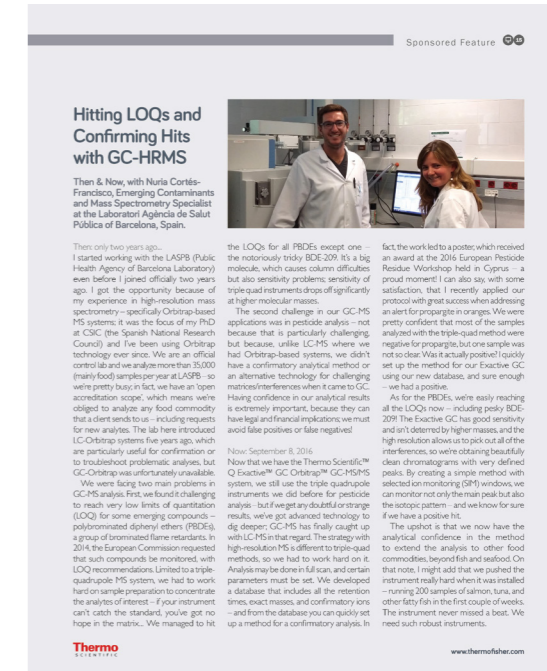 Sponsored Feature
15
Hitting LOQs and
Confirming Hits
with GC-HRMS
Then & Now, with Nuria Cortés-
Francisco, Emerging Contaminants
and Mass Spectrometry Specialist
at the Laboratori Agència de Salut
Pública of Barcelona, Spain.
Then: only two years ago...
I started working with the LASPB (Public
Health Agency of Barcelona Laboratory)
even before I joined officially two years
ago. I got the opportunity because of
my experience in high-resolution mass
spectrometry – specifically Orbitrap-based
MS systems; it was the focus of my PhD
at CSIC (the Spanish National Research
Council) and I've been using Orbitrap
technology ever since. We are an official
control lab and we analyze more than 35,000
(mainly food) samples per year at LASPB – so
we're pretty busy; in fact, we have an 'open
accreditation scope', which means we're
obliged to analyze any food commodity
that a client sends to us – including requests
for new analytes. The lab here introduced
LC-Orbitrap systems five years ago, which
are particularly useful for confirmation or
to troubleshoot problematic analyses, but
GC-Orbitrap was unfortunately unavailable.
We were facing two main problems in
GC-MS analysis. First, we found it challenging
to reach very low limits of quantitation
(LOQ) for some emerging compounds –
polybrominated diphenyl ethers (PBDEs),
a group of brominated flame retardants. In
2014, the European Commission requested
that such compounds be monitored, with
LOQ recommendations. Limited to a triple-
quadrupole MS system, we had to work
hard on sample preparation to concentrate
the analytes of interest – if your instrument
can't catch the standard, you've got no
hope in the matrix... We managed to hit
the LOQs for all PBDEs except one –
the notoriously tricky BDE-209. It's a big
molecule, which causes column difficulties
but also sensitivity problems; sensitivity of
triple quad instruments drops off significantly
at higher molecular masses.
The second challenge in our GC-MS
applications was in pesticide analysis – not
because that is particularly challenging,
but because, unlike LC-MS where we
had Orbitrap-based systems, we didn't
have a confirmatory analytical method or
an alternative technology for challenging
matrices/interferences when it came to GC.
Having confidence in our analytical results
is extremely important, because they can
have legal and financial implications; we must
avoid false positives or false negatives!
Now: September 8, 2016
Now that we have the Thermo Scientific™
Q Exactive™ GC Orbitrap™ GC-MS/MS
system, we still use the triple quadrupole
instruments we did before for pesticide
analysis – but if we get any doubtful or strange
results, we've got advanced technology to
dig deeper; GC-MS has finally caught up
with LC-MS in that regard. The strategy with
high-resolution MS is different to triple-quad
methods, so we had to work hard on it.
Analysis may be done in full scan, and certain
parameters must be set. We developed
a database that includes all the retention
times, exact masses, and confirmatory ions
– and from the database you can quickly set
up a method for a confirmatory analysis. In
fact, the work led to a poster, which received
an award at the 2016 European Pesticide
Residue Workshop held in Cyprus – a
proud moment! I can also say, with some
satisfaction, that I recently applied our
protocol with great success when addressing
an alert for propargite in oranges. We were
pretty confident that most of the samples
analyzed with the triple-quad method were
negative for propargite, but one sample was
not so clear. Was it actually positive? I quickly
set up the method for our Exactive GC
using our new database, and sure enough
– we had a positive.
As for the PBDEs, we're easily reaching
all the LOQs now – including pesky BDE-
209! The Exactive GC has good sensitivity
and isn't deterred by higher masses, and the
high resolution allows us to pick out all of the
interferences, so we're obtaining beautifully
clean chromatograms with very defined
peaks. By creating a simple method with
selected ion monitoring (SIM) windows, we
can monitor not only the main peak but also
the isotopic pattern – and we know for sure
if we have a positive hit.
The upshot is that we now have the
analytical confidence in the method
to extend the analysis to other food
commodities, beyond fish and seafood. On
that note, I might add that we pushed the
instrument really hard when it was installed
– running 200 samples of salmon, tuna, and
other fatty fish in the first couple of weeks.
The instrument never missed a beat. We
need such robust instruments.
Thermo
SCIENTIFIC
www.thermofisher.com